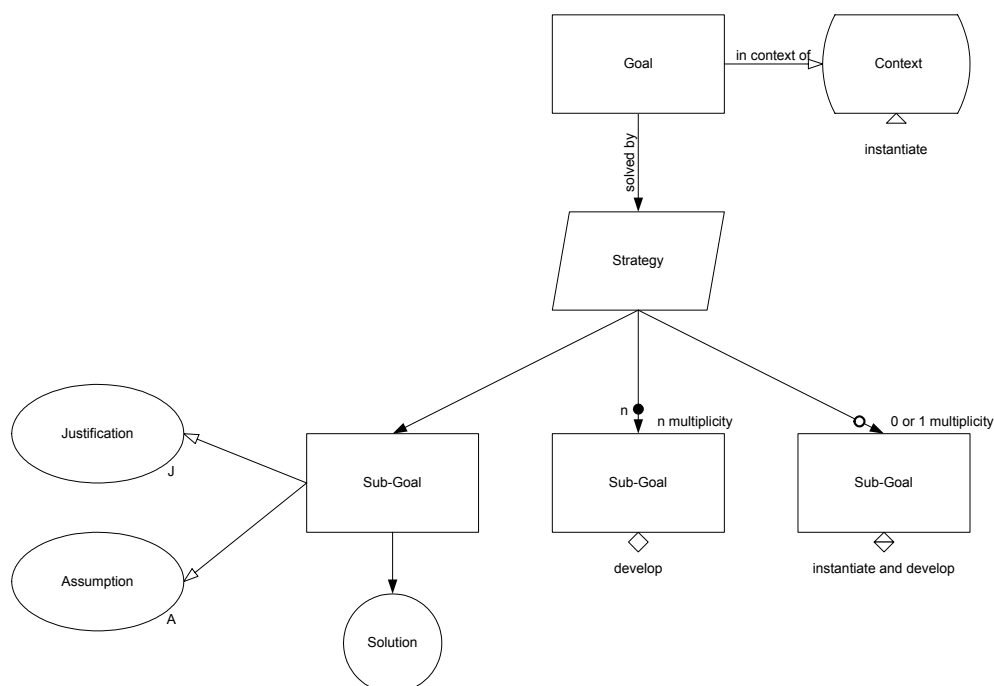 Goal
in context of
Context
instantiate
solved by
Strategy
Justification
J
n
n multiplicity
0 or 1 multiplicity
Sub-Goal
Sub-Goal
Sub-Goal
Assumption
A
develop
instantiate and develop
Solution